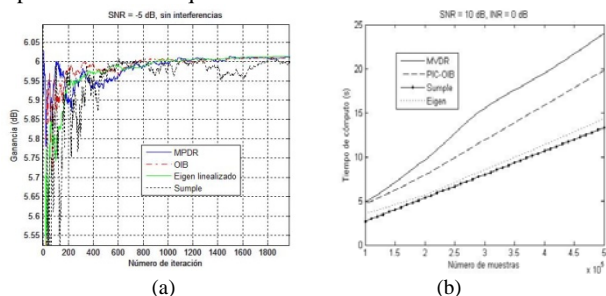 SNR = -5 dB, sin interferencias
6.05
6
5.95
5.9
5.85
5.8
5.75
5.7
5.65
5.6
5.55
Ganancia (dB)
MPDR
OIB
Eigen linealizado
Sumple
0 200 400 600 800 1000 1200 1400 1600 1800
Número de iteración
(a)
SNR = 10 dB, INR = 0 dB
25
20
15
10
5
0
Tiempo de cómputo (s)
MVDR
PIC-OIB
Sumple
Eigen
1 1.5 2 2.5 3 3.5 4 4.5 5
Número de muestras
(b)